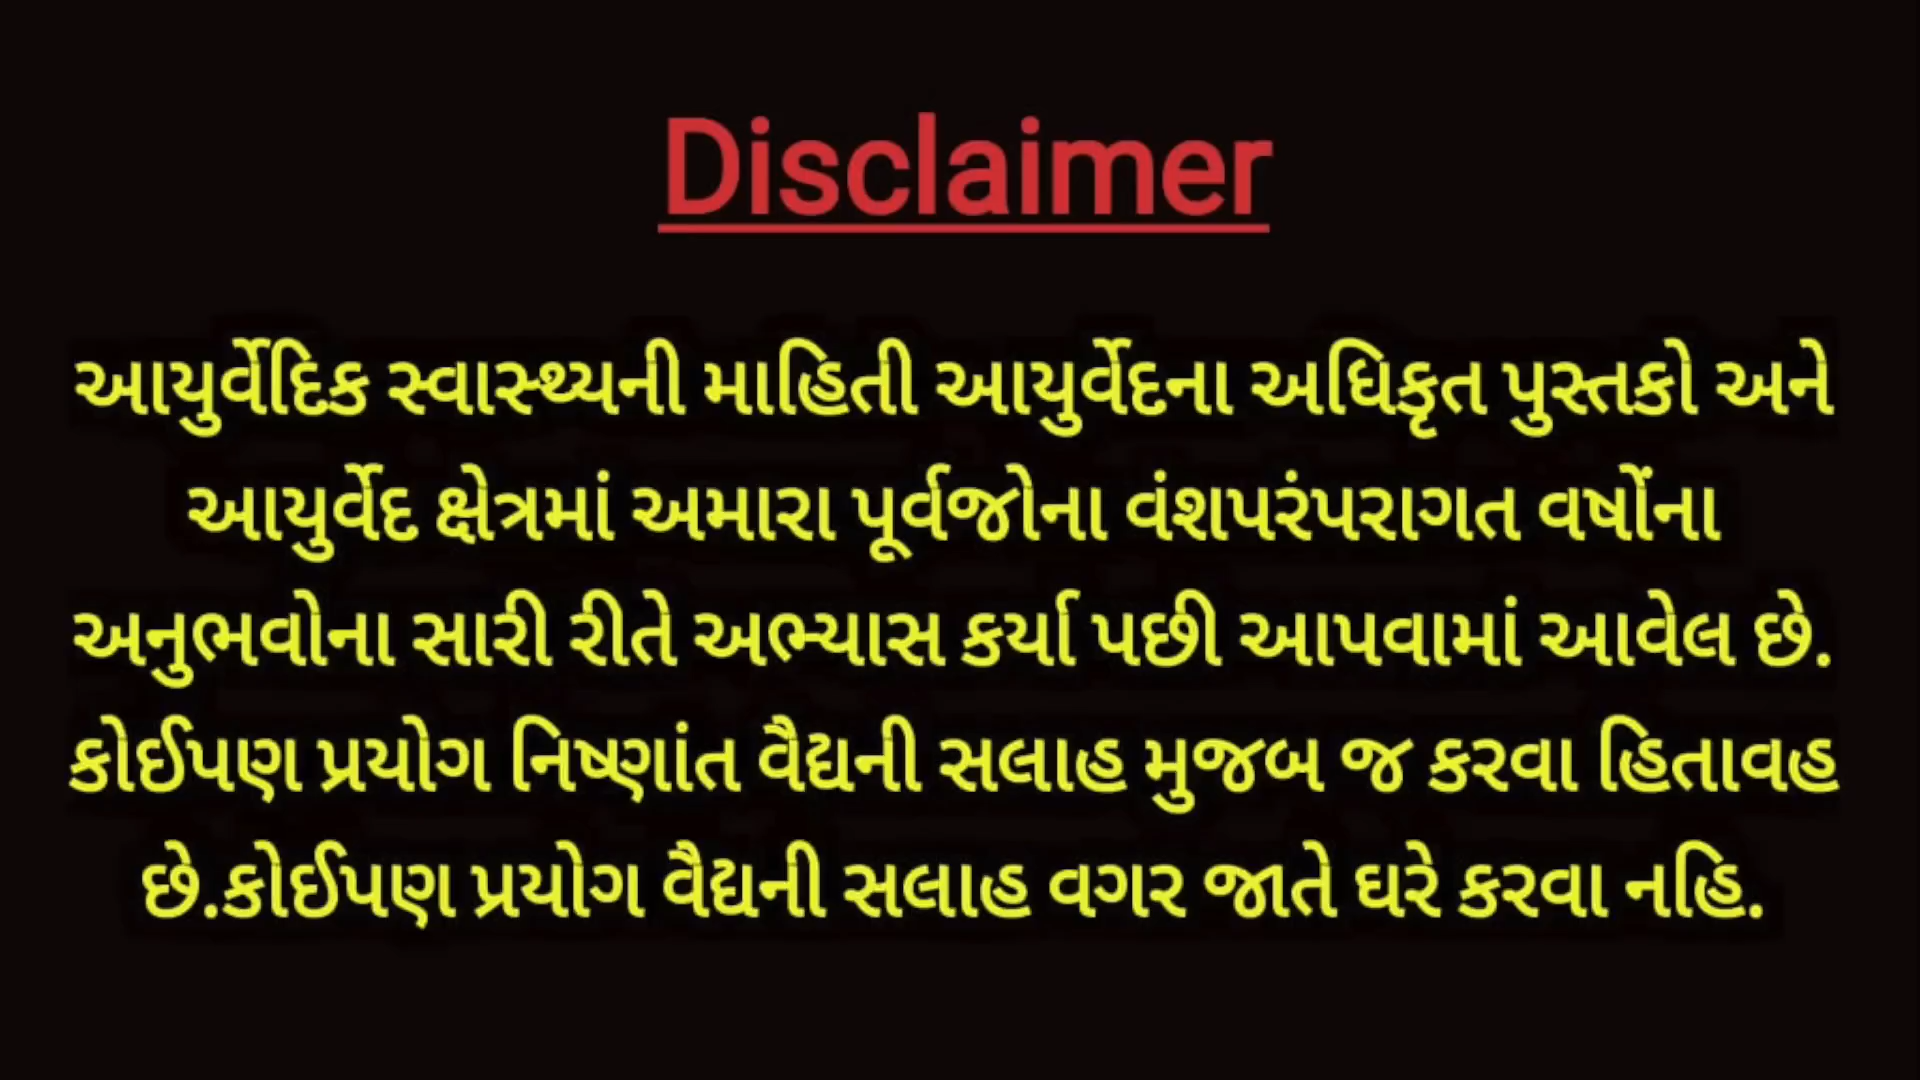 Disclaimer
આયુર્વેદિક સ્વાસ્થ્યની માહિતી આયુર્વેદના અધિકૃત પુસ્તકો અને
આયુર્વેદ ક્ષેત્રમાં અમારા પૂર્વજોના વંશપરંપરાગત વર્ષોના
અનુભવોના સારી રીતે અભ્યાસ કર્યા પછી આપવામાં આવેલ છે.
કોઈપણ પ્રયોગ નિષ્ણાંત વૈદ્યની સલાહ મુજબ જ કરવા હિતાવહ
છે.કોઈપણ પ્રયોગ વૈદ્યની સલાહ વગર જાતે ઘરે કરવા નહિ.